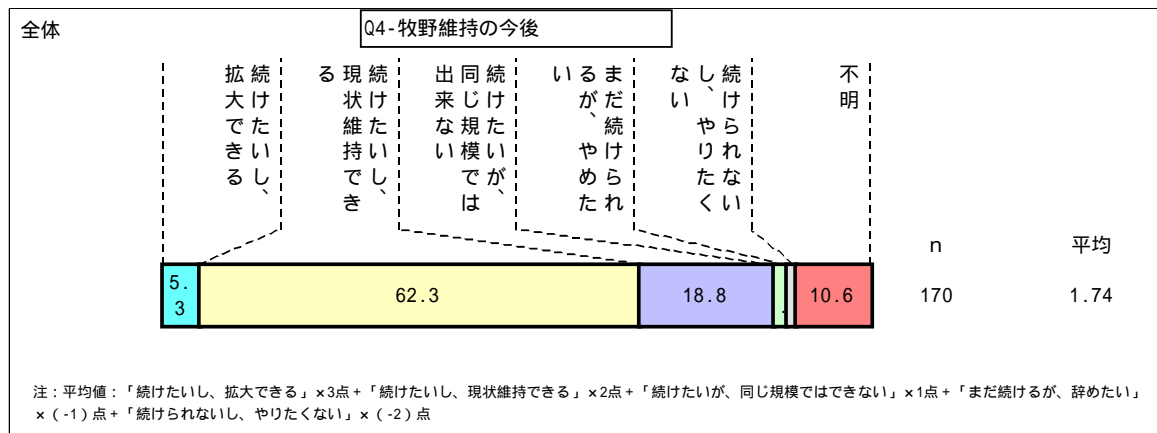 全体
Q4-牧野維持の今後
続けたいし、
拡大できる
続けたいし、
現状維持でき
る
続けたいが、
同じ規模では
出来ない
まだ続けられ
るが、やめた
い
続けられない
し、やりたく
ない
不明
n
平均
5.
3
62.3
18.8
10.6
170
1.74
注：平均値：「続けたいし、拡大できる」×3点+「続けたいし、現状維持できる」×2点+「続けたいが、同じ規模ではできない」×1点+「まだ続けるが、辞めたい」
×（-1）点+「続けられないし、やりたくない」×（-2）点